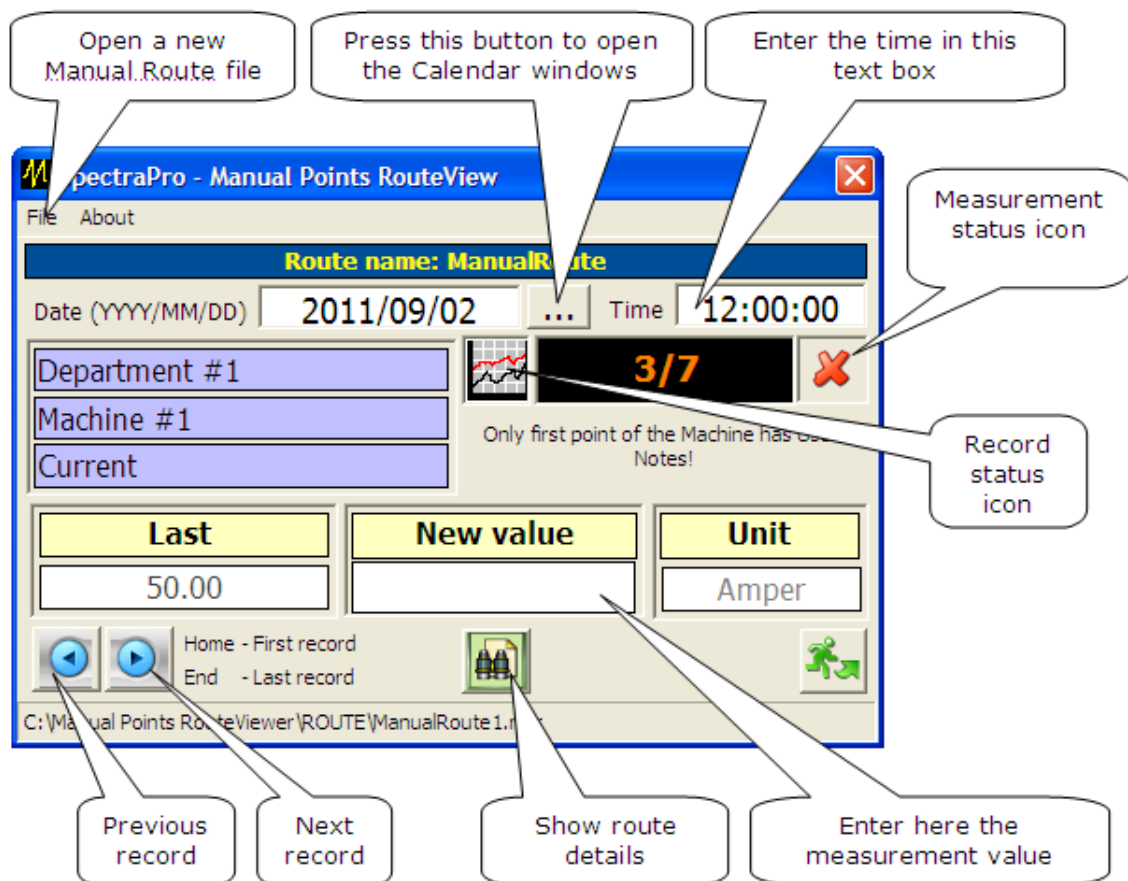 Open a new
Manual Route file
Press this button to open
the Calendar windows
Enter the time in this
text box
pectraPro - Manual Points RouteView
File About
Measurement
status icon
Route name: ManualRoute
Date (YYYY/MM/DD) 2011/09/02 ... Time 12:00:00
Department #1
3/7
Machine #1
Only first point of the Machine has
Notes!
Current
Record
status
icon
Last New value Unit
50.00 Amper
Home - First record
End - Last record
C:\Manual Points RouteViewer\ROUTE\ManualRoute1.m
Previous
record
Next
record
Show route
details
Enter here the
measurement value